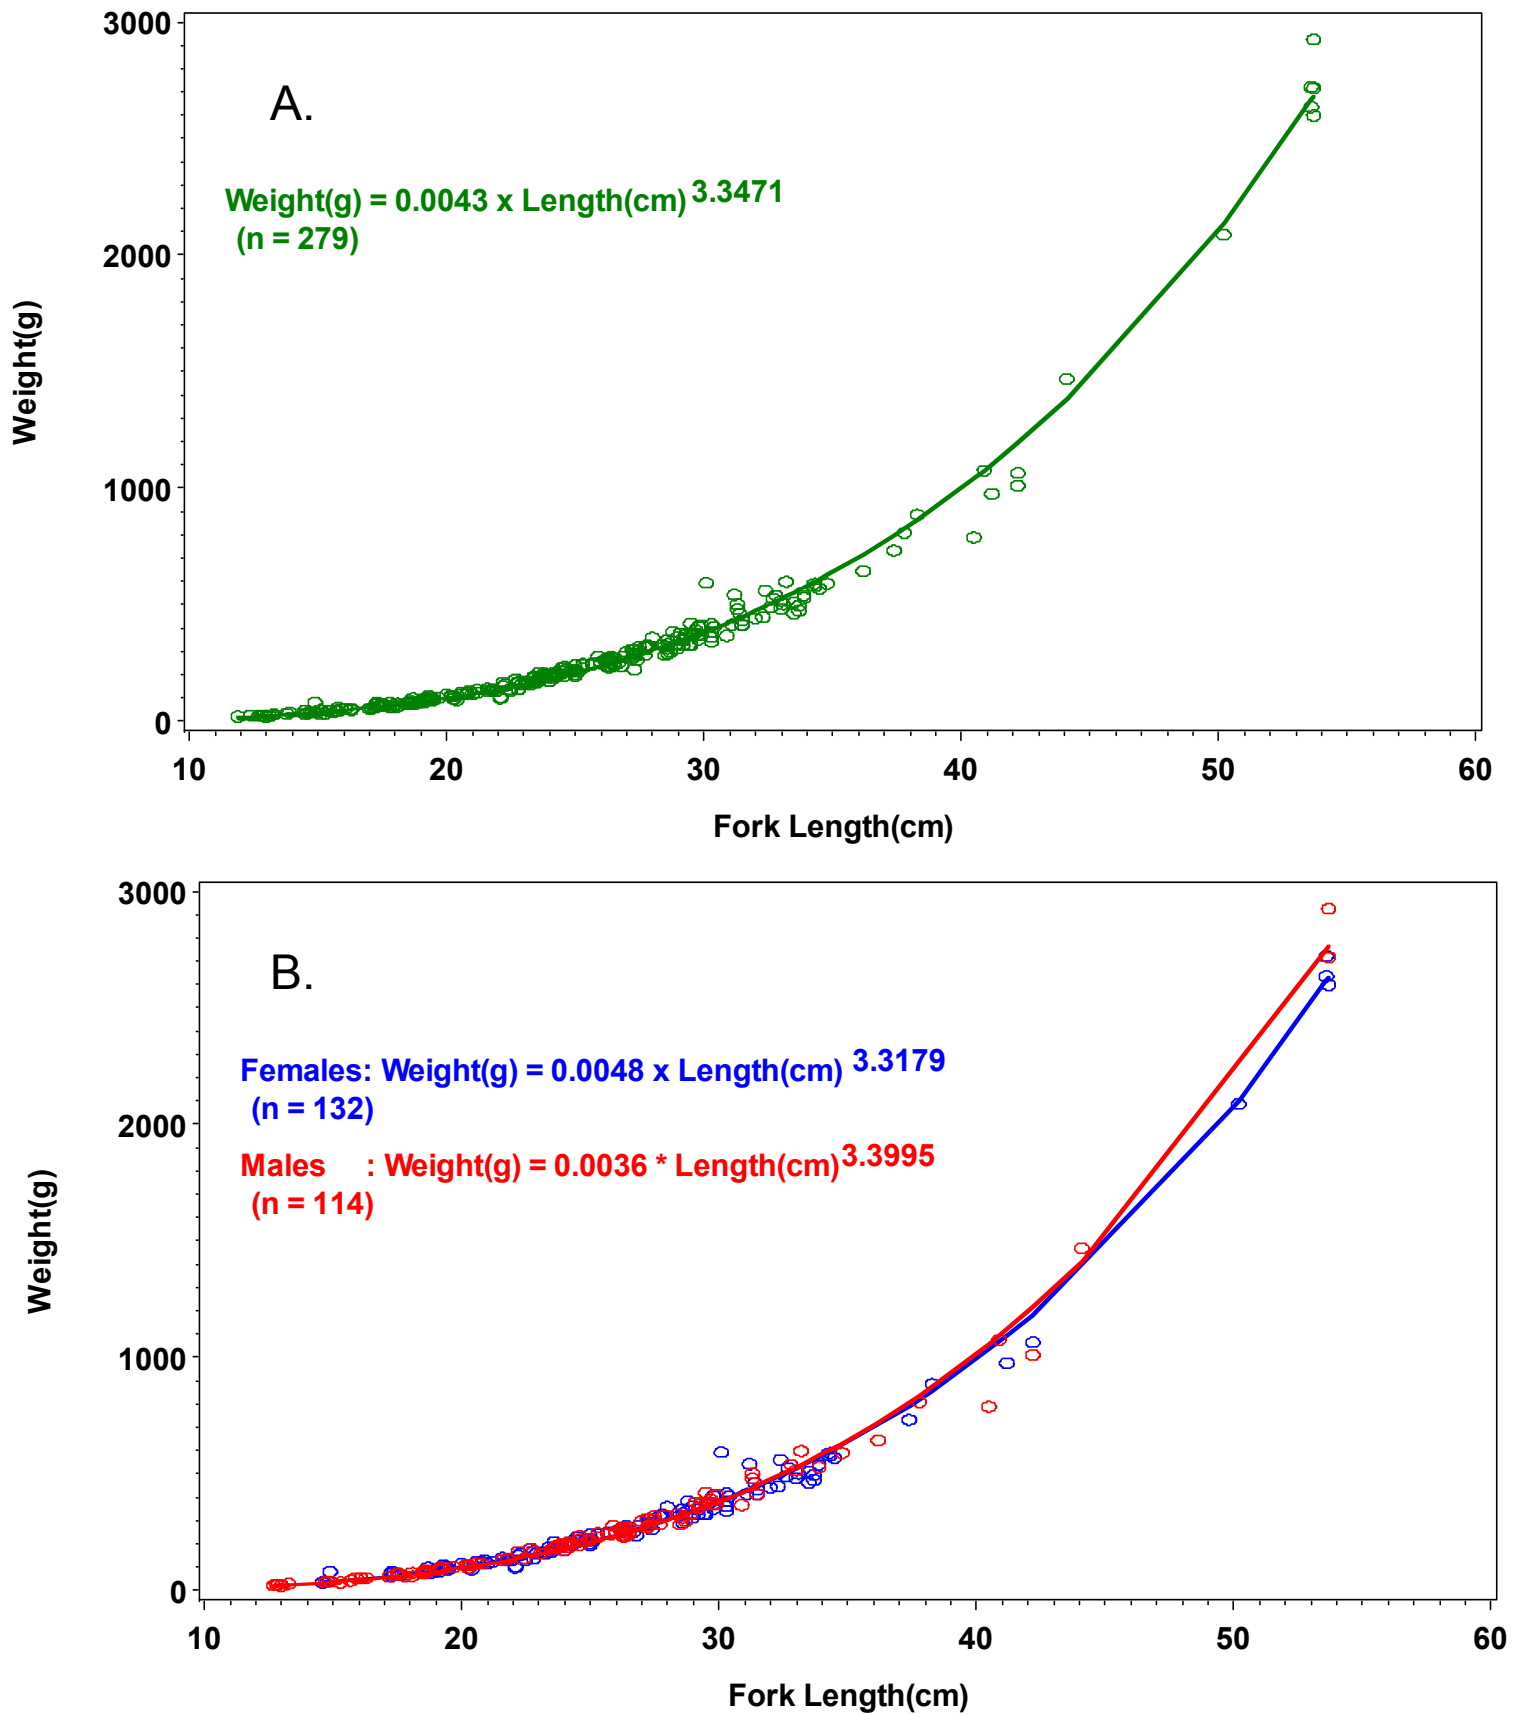 3000
A.
Weight(g) = 0.0043 x Length(cm) 3.3471
(n = 279)
2000
Weight(g)
1000
0
10 20 30 40 50 60
Fork Length(cm)
3000
B.
Females: Weight(g) = 0.0048 x Length(cm) 3.3179
(n = 132)
2000
Males : Weight(g) = 0.0036 * Length(cm) 3.3995
(n = 114)
Weight(g)
1000
0
10 20 30 40 50 60
Fork Length(cm)